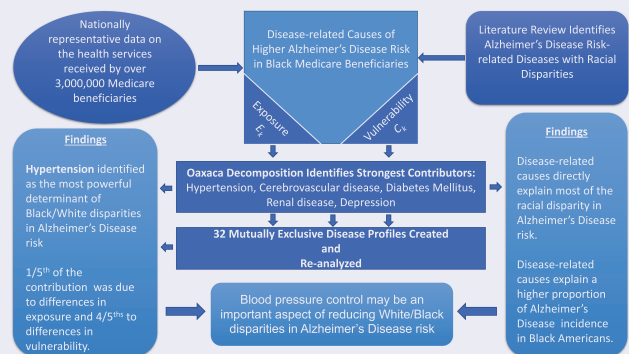 Nationally
representative data on
the health services
received by over
3,000,000 Medicare
beneficiaries
Disease-related Causes of
Higher Alzheimer's Disease Risk
in Black Medicare Beneficiaries
Literature Review Identifies
Alzheimer's Disease Risk-
related Diseases with Racial
Disparities
Exposure
Eₖ
Vulnerability
Cₖ
Findings
Hypertension identified
as the most powerful
determinant of
Black/White disparities
in Alzheimer's Disease
risk
1/5th of the
contribution was due
to differences in
exposure and 4/5ths to
differences in
vulnerability.
Oaxaca Decomposition Identifies Strongest Contributors:
Hypertension, Cerebrovascular disease, Diabetes Mellitus,
Renal disease, Depression
32 Mutually Exclusive Disease Profiles Created
and
Re-analyzed
Blood pressure control may be an
important aspect of reducing White/Black
disparities in Alzheimer's Disease risk
Findings
Disease-related
causes directly
explain most of the
racial disparity in
Alzheimer's Disease
risk.
Disease-related
causes explain a
higher proportion
of Alzheimer's
Disease incidence
in Black Americans.